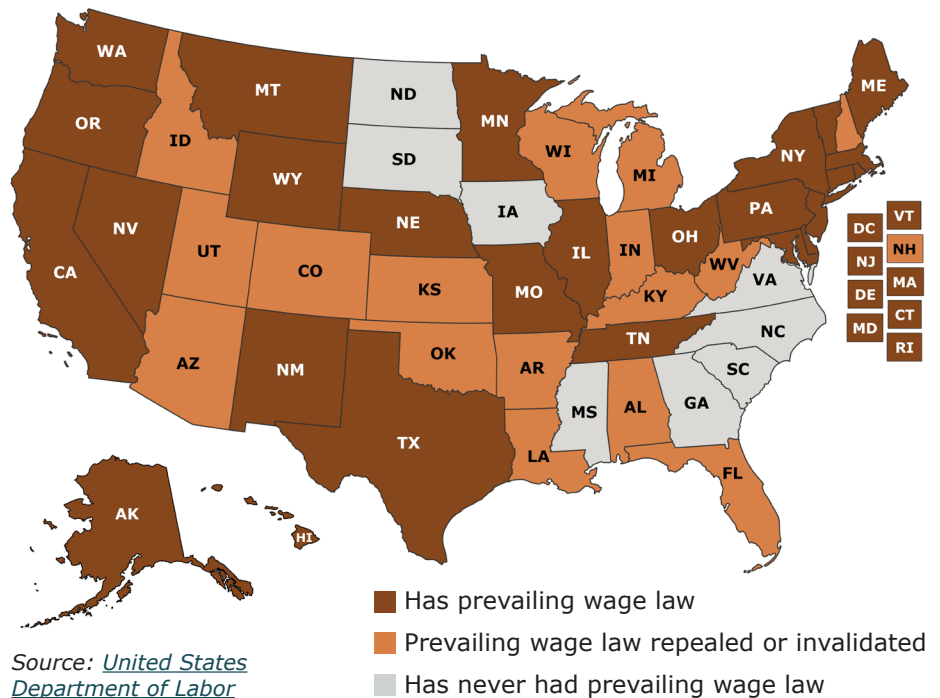 WA
MT
ND
MN
ME
OR
ID
SD
WI
MI
NY
WY
IA
PA
NE
IL
IN
OH
NV
UT
CO
KS
MO
WV
KY
VA
CA
AZ
NM
OK
AR
TN
NC
SC
MS
AL
GA
TX
LA
FL
AK
HI
DC
VT
NJ
NH
DE
MA
MD
CT
RI
Has prevailing wage law
Prevailing wage law repealed or invalidated
Has never had prevailing wage law
Source: United States
Department of Labor